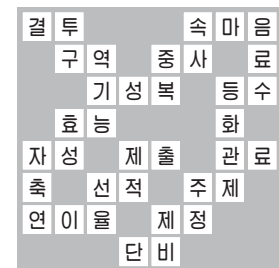 결 투 속 마 음
구 역 중 사 료
기 성 복 등 수
효 능 화
자 성 제 출 관 료
축 선 적 주 제
연 이 율 제 정
단 비